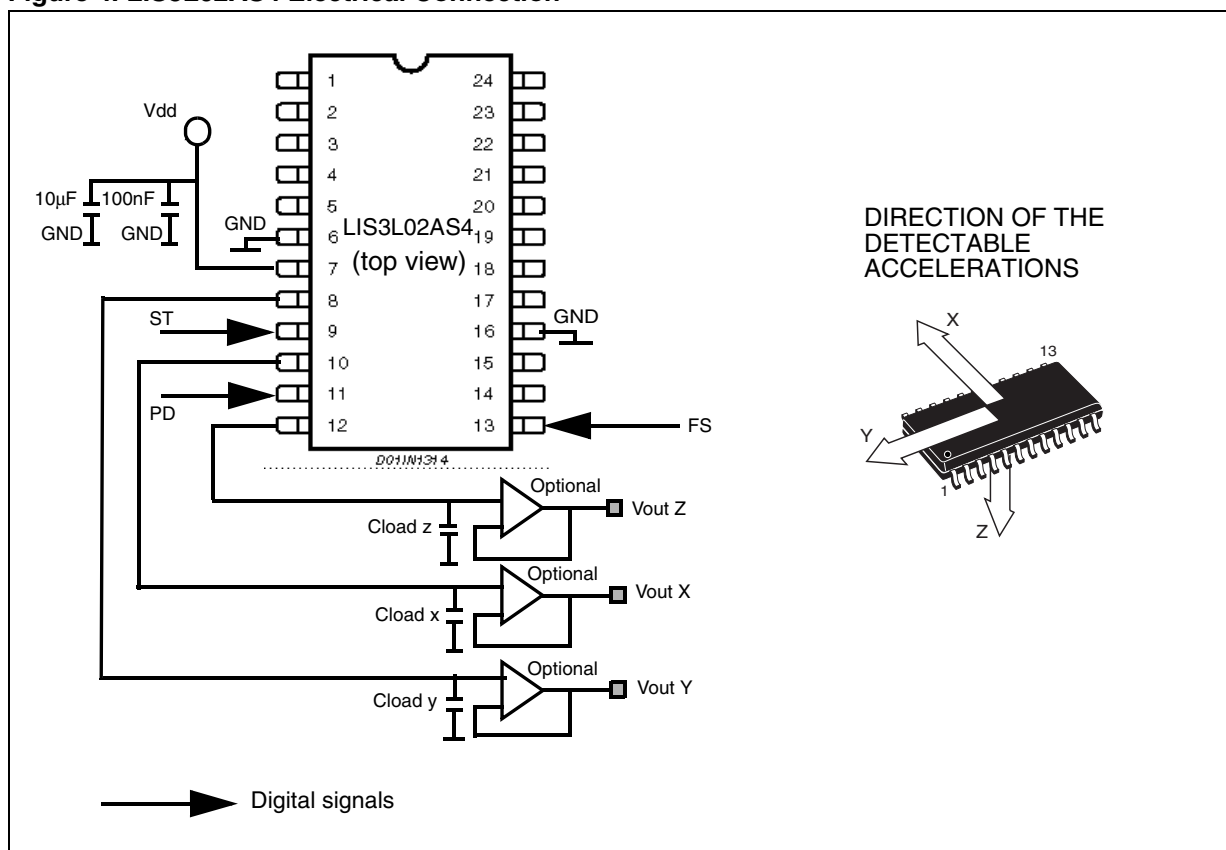 1 24
2 23
Vdd
3 22
4 21
10µF 100nF
5 20
GND GND
GND
6 LIS3L02AS4 19
7 (top view) 18
8 17
ST
9 16
GND
10 15
PD
11 14
12 13
FS
D01IN1314
Optional
Cload z
Vout Z
Optional
Cload x
Vout X
Optional
Cload y
Vout Y
Digital signals
DIRECTION OF THE
DETECTABLE
ACCELERATIONS
X
13
Y
1
Z